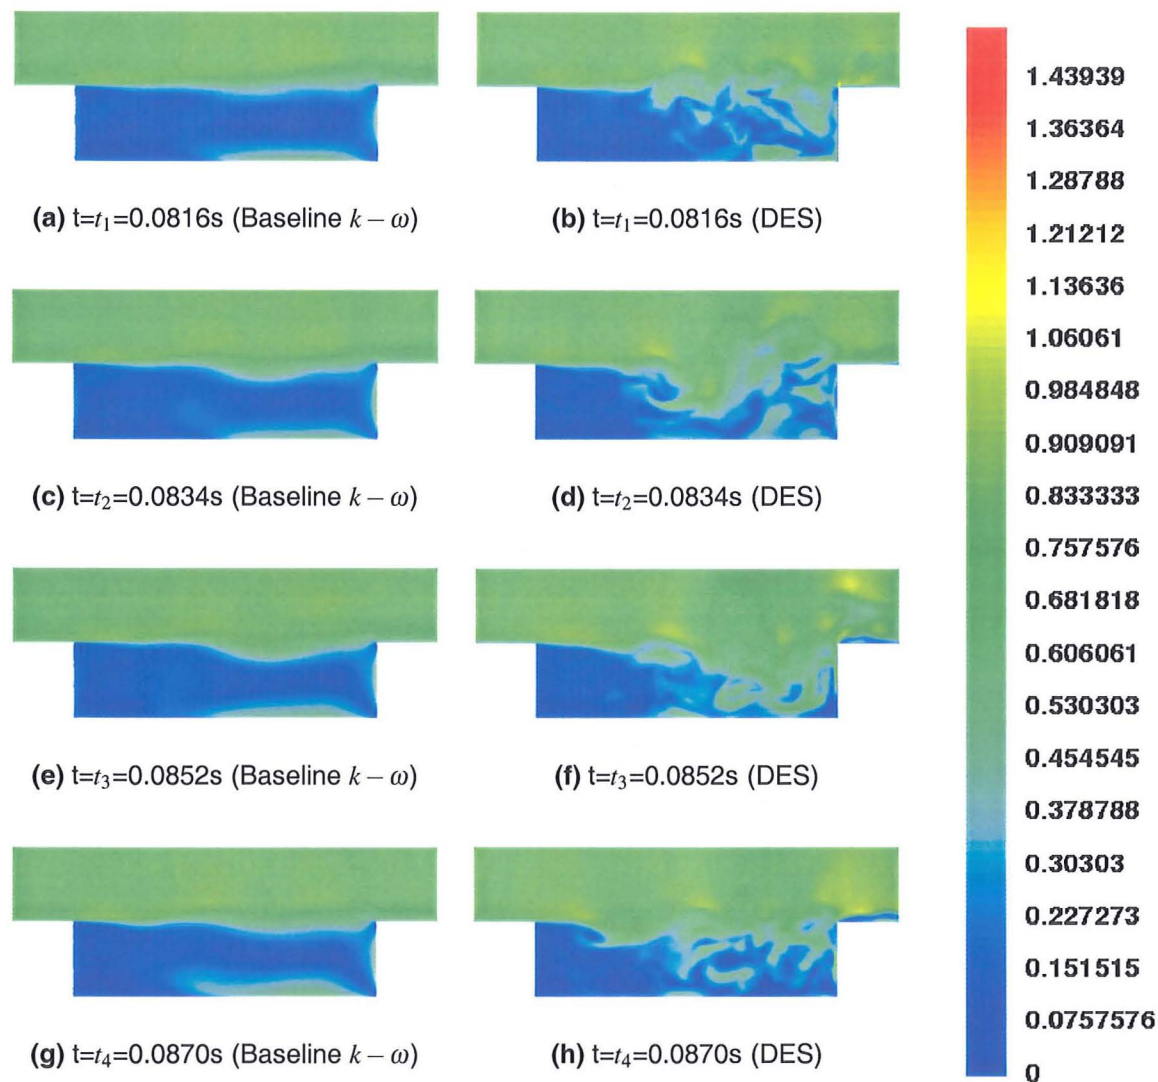 (a) t=t₁=0.0816s (Baseline k − ω)
(b) t=t₁=0.0816s (DES)
(c) t=t₂=0.0834s (Baseline k − ω)
(d) t=t₂=0.0834s (DES)
(e) t=t₃=0.0852s (Baseline k − ω)
(f) t=t₃=0.0852s (DES)
(g) t=t₄=0.0870s (Baseline k − ω)
(h) t=t₄=0.0870s (DES)
1.43939
1.36364
1.28788
1.21212
1.13636
1.06061
0.984848
0.909091
0.833333
0.757576
0.681818
0.606061
0.530303
0.454545
0.378788
0.30303
0.227273
0.151515
0.0757576
0